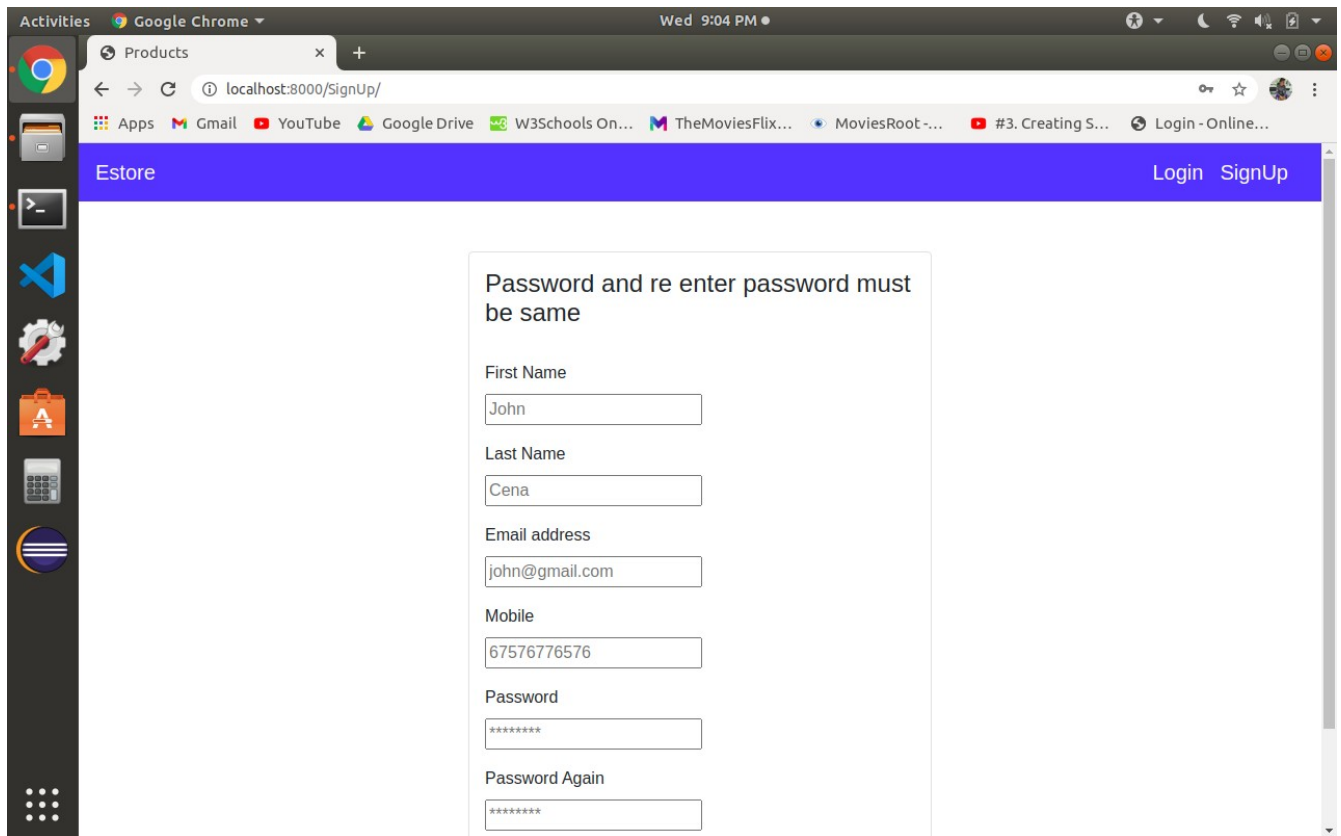 Activities Google Chrome Wed 9:04 PM
Products
localhost:8000/SignUp/
Apps Gmail YouTube Google Drive W3Schools On... TheMoviesFlix... MoviesRoot -... #3. Creating S... Login - Online...
Estore Login SignUp
Password and re enter password must
be same
First Name
John
Last Name
Cena
Email address
john@gmail.com
Mobile
67576776576
Password
********
Password Again
********